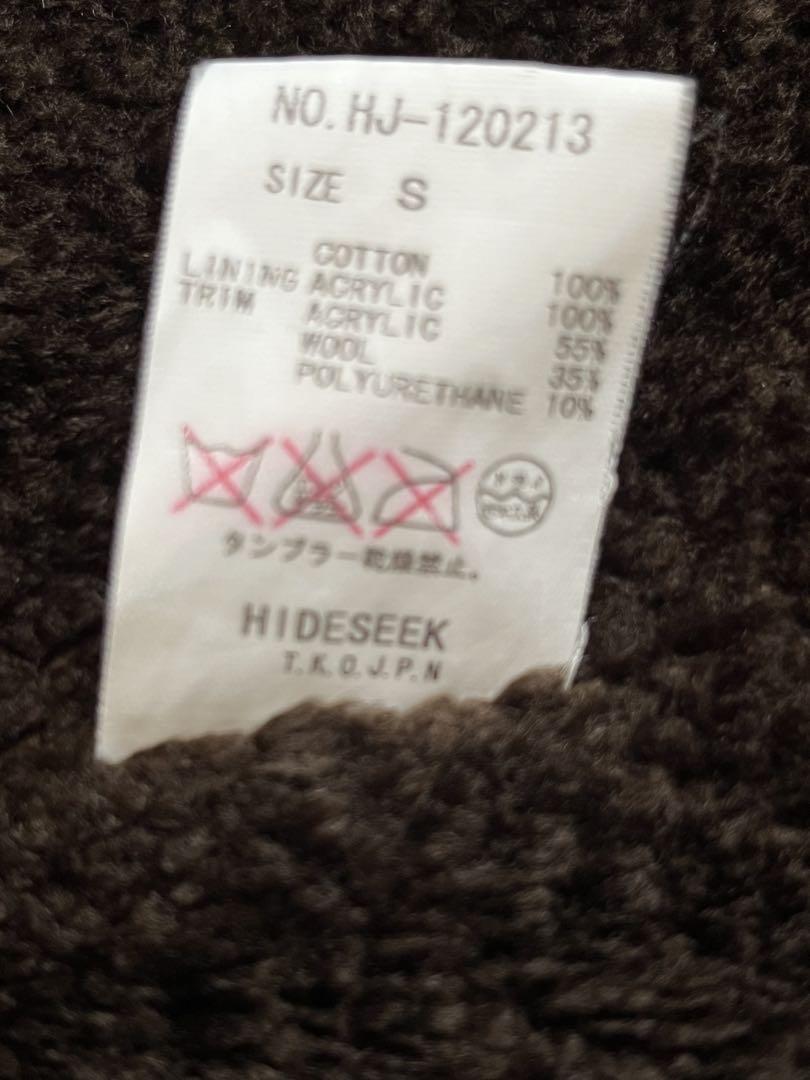 NO. HJ-120213
SIZE S
COTTON 100%
LINING ACRYLIC 100%
TRIM ACRYLIC 55%
WOOL 35%
POLYURETHANE 10%
タンブラー乾燥禁止。
HIDESEEK
T.K.O.J.P.N